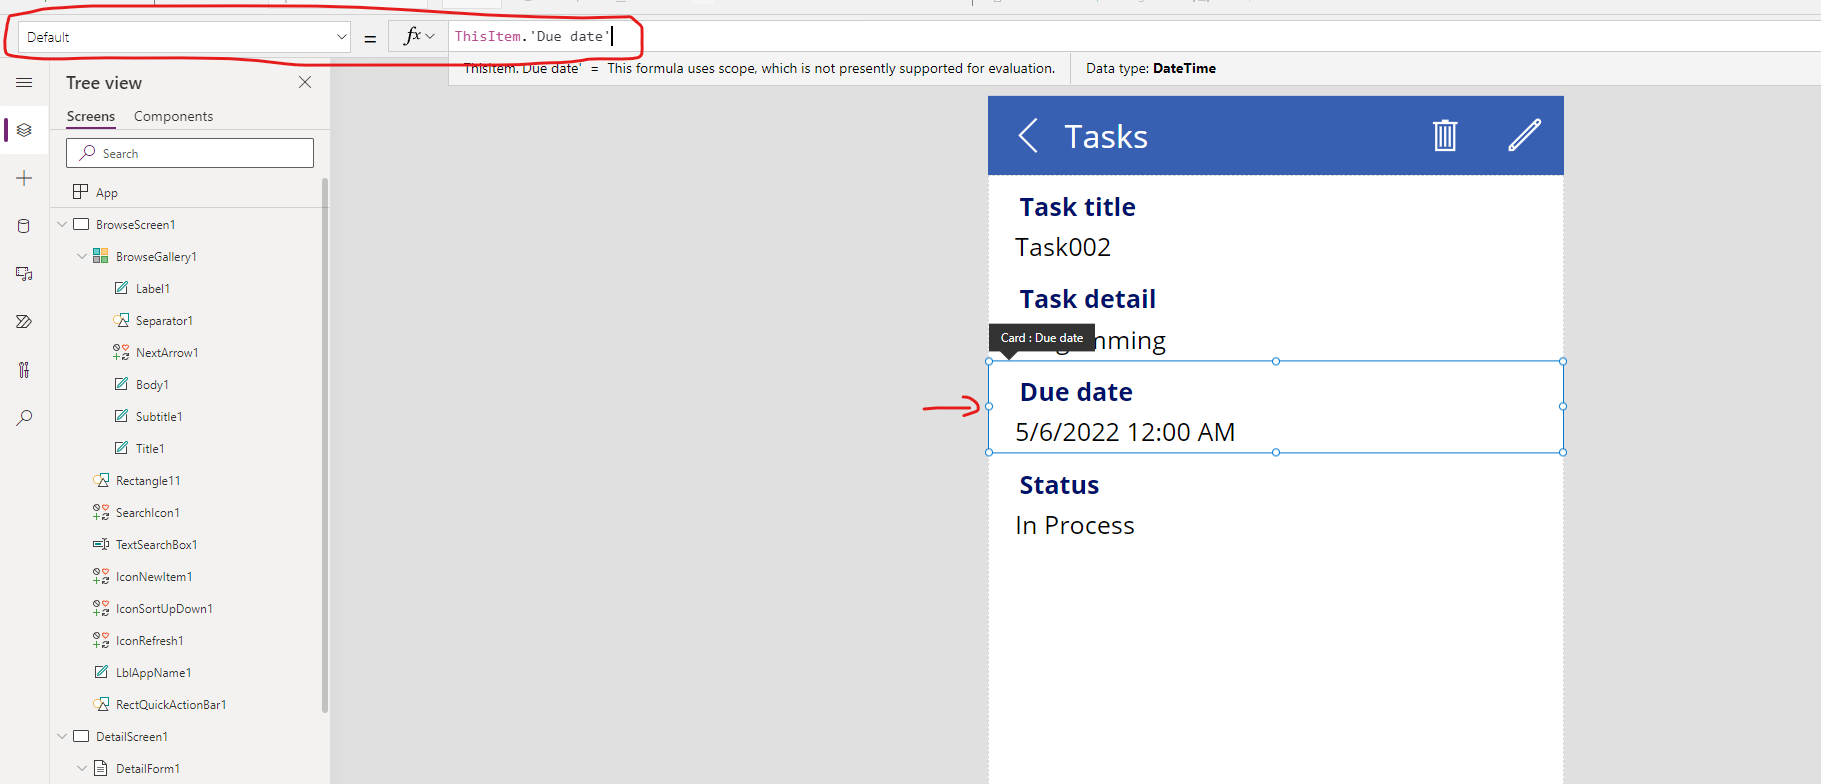 Default
=
fx
ThisItem.'Due date'
ThisItem.'Due date' = This formula uses scope, which is not presently supported for evaluation.
Data type: DateTime
Tree view
Screens
Components
Search
App
BrowseScreen1
BrowseGallery1
Label1
Separator1
NextArrow1
Body1
Subtitle1
Title1
Rectangle11
SearchIcon1
TextSearchBox1
IconNewItem1
IconSortUpDown1
IconRefresh1
LblAppName1
RectQuickActionBar1
DetailScreen1
DetailForm1
Tasks
Task title
Task002
Task detail
Card : Due date
Due date
5/6/2022 12:00 AM
Status
In Process